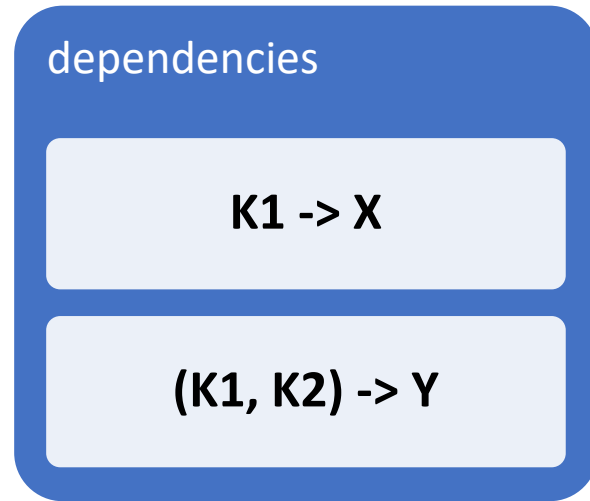 dependencies
K1 -> X
(K1, K2) -> Y